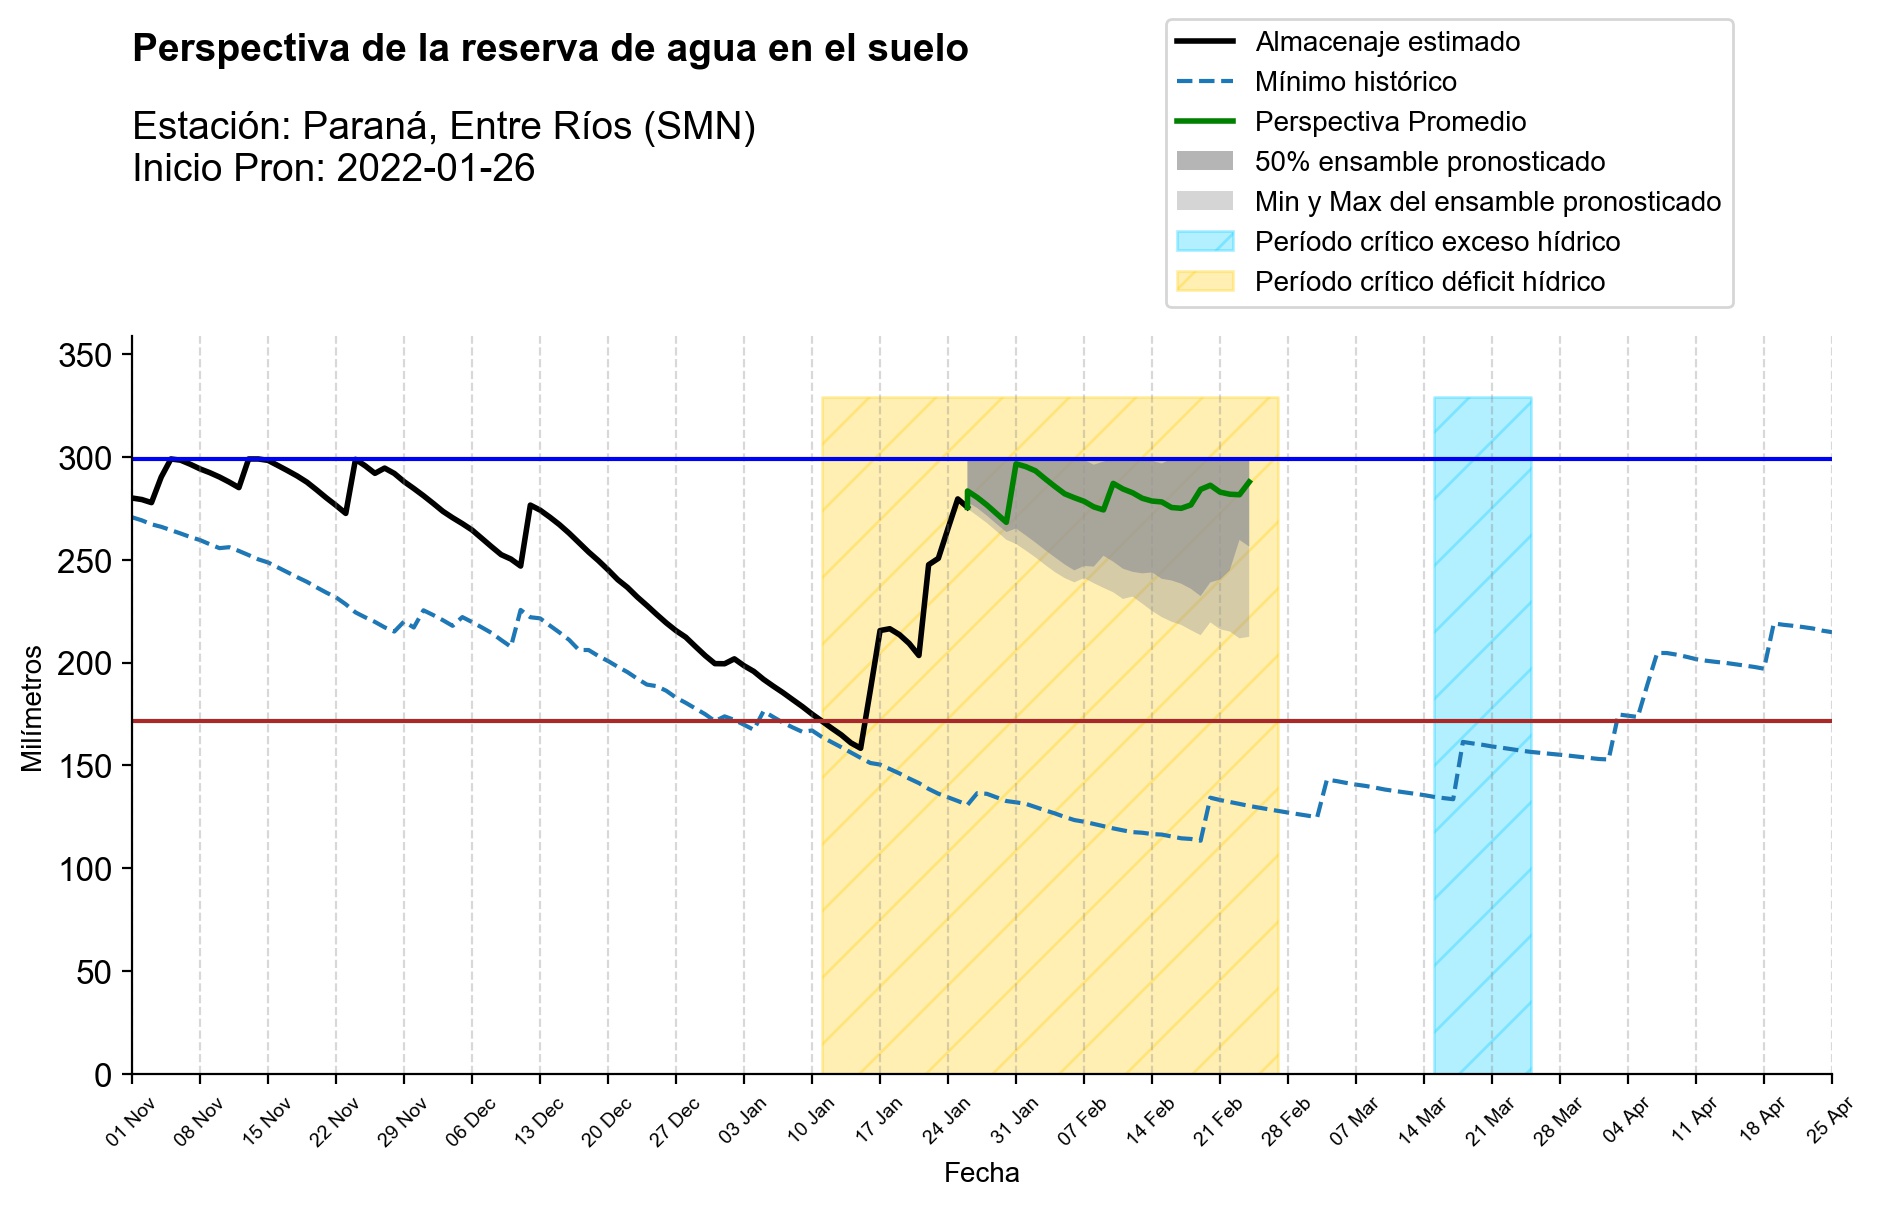 Perspectiva de la reserva de agua en el suelo
Estación: Paraná, Entre Ríos (SMN)
Inicio Pron: 2022-01-26
Almacenaje estimado
Mínimo histórico
Perspectiva Promedio
50% ensamble pronosticado
Min y Max del ensamble pronosticado
Período crítico exceso hídrico
Período crítico déficit hídrico
350
300
250
200
150
100
50
0
Milímetros
01 Nov
08 Nov
15 Nov
22 Nov
29 Nov
06 Dec
13 Dec
20 Dec
27 Dec
03 Jan
10 Jan
17 Jan
24 Jan
31 Jan
07 Feb
14 Feb
21 Feb
28 Feb
07 Mar
14 Mar
21 Mar
28 Mar
04 Apr
11 Apr
18 Apr
25 Apr
Fecha